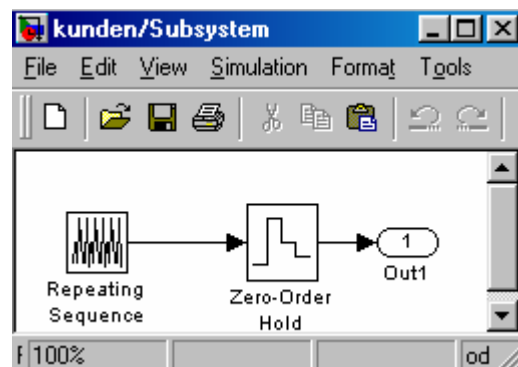 kunden/Subsystem
File Edit View Simulation Format Tools
1
Out1
Repeating
Sequence
Zero-Order
Hold
F 100% od